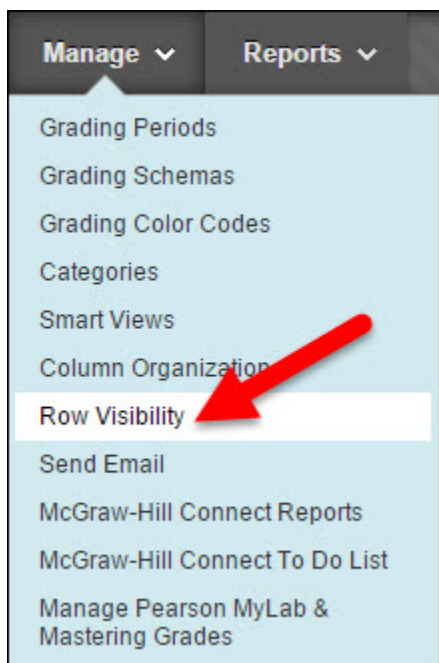 Manage Reports
Grading Periods
Grading Schemas
Grading Color Codes
Categories
Smart Views
Column Organization
Row Visibility
Send Email
McGraw-Hill Connect Reports
McGraw-Hill Connect To Do List
Manage Pearson MyLab &
Mastering Grades